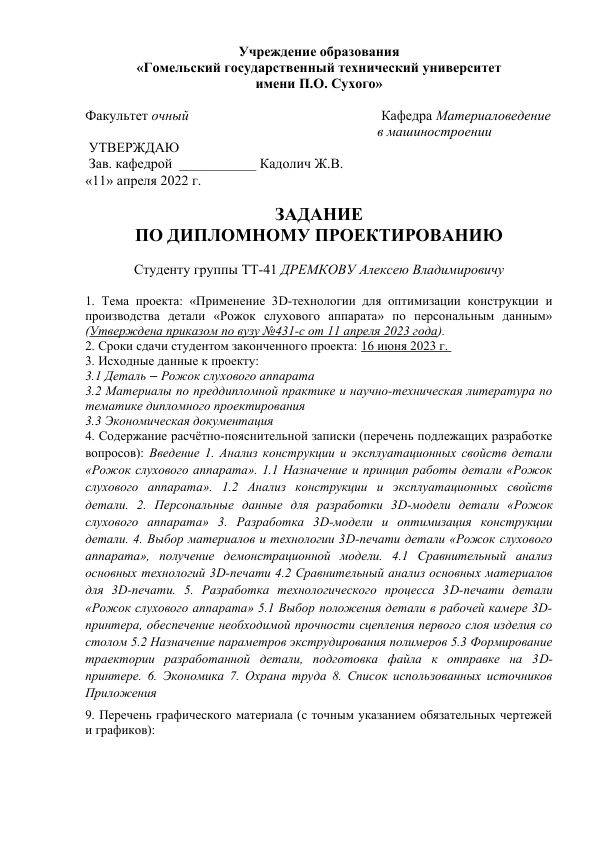 Учреждение образования
«Гомельский государственный технический университет
имени П.О. Сухого»
Факультет очный Кафедра Материаловедение
в машиностроении
УТВЕРЖДАЮ
Зав. кафедрой ___________ Кадолич Ж.В.
«11» апреля 2022 г.
ЗАДАНИЕ
ПО ДИПЛОМНОМУ ПРОЕКТИРОВАНИЮ
Студенту группы ТТ-41 ДРЕМКОВУ Алексею Владимировичу
1. Тема проекта: «Применение 3D-технологии для оптимизации конструкции и
производства детали «Рожок слухового аппарата» по персональным данным»
(Утверждена приказом по вузу №431-с от 11 апреля 2023 года).
2. Сроки сдачи студентом законченного проекта: 16 июня 2023 г.
3. Исходные данные к проекту:
3.1 Деталь – Рожок слухового аппарата
3.2 Материалы по преддипломной практике и научно-техническая литература по
тематике дипломного проектирования
3.3 Экономическая документация
4. Содержание расчётно-пояснительной записки (перечень подлежащих разработке
вопросов): Введение 1. Анализ конструкции и эксплуатационных свойств детали
«Рожок слухового аппарата». 1.1 Назначение и принцип работы детали «Рожок
слухового аппарата». 1.2 Анализ конструкции и эксплуатационных свойств
детали. 2. Персональные данные для разработки 3D-модели детали «Рожок
слухового аппарата» 3. Разработка 3D-модели и оптимизация конструкции
детали. 4. Выбор материалов и технологии 3D-печати детали «Рожок слухового
аппарата», получение демонстрационной модели. 4.1 Сравнительный анализ
основных технологий 3D-печати 4.2 Сравнительный анализ основных материалов
для 3D-печати. 5. Разработка технологического процесса 3D-печати детали
«Рожок слухового аппарата» 5.1 Выбор положения детали в рабочей камере 3D-
принтера, обеспечение необходимой прочности сцепления первого слоя изделия со
столом 5.2 Назначение параметров экструдирования полимеров 5.3 Формирование
траектории разработанной детали, подготовка файла к отправке на 3D-
принтере. 6. Экономика 7. Охрана труда 8. Список использованных источников
Приложения
9. Перечень графического материала (с точным указанием обязательных чертежей
и графиков):